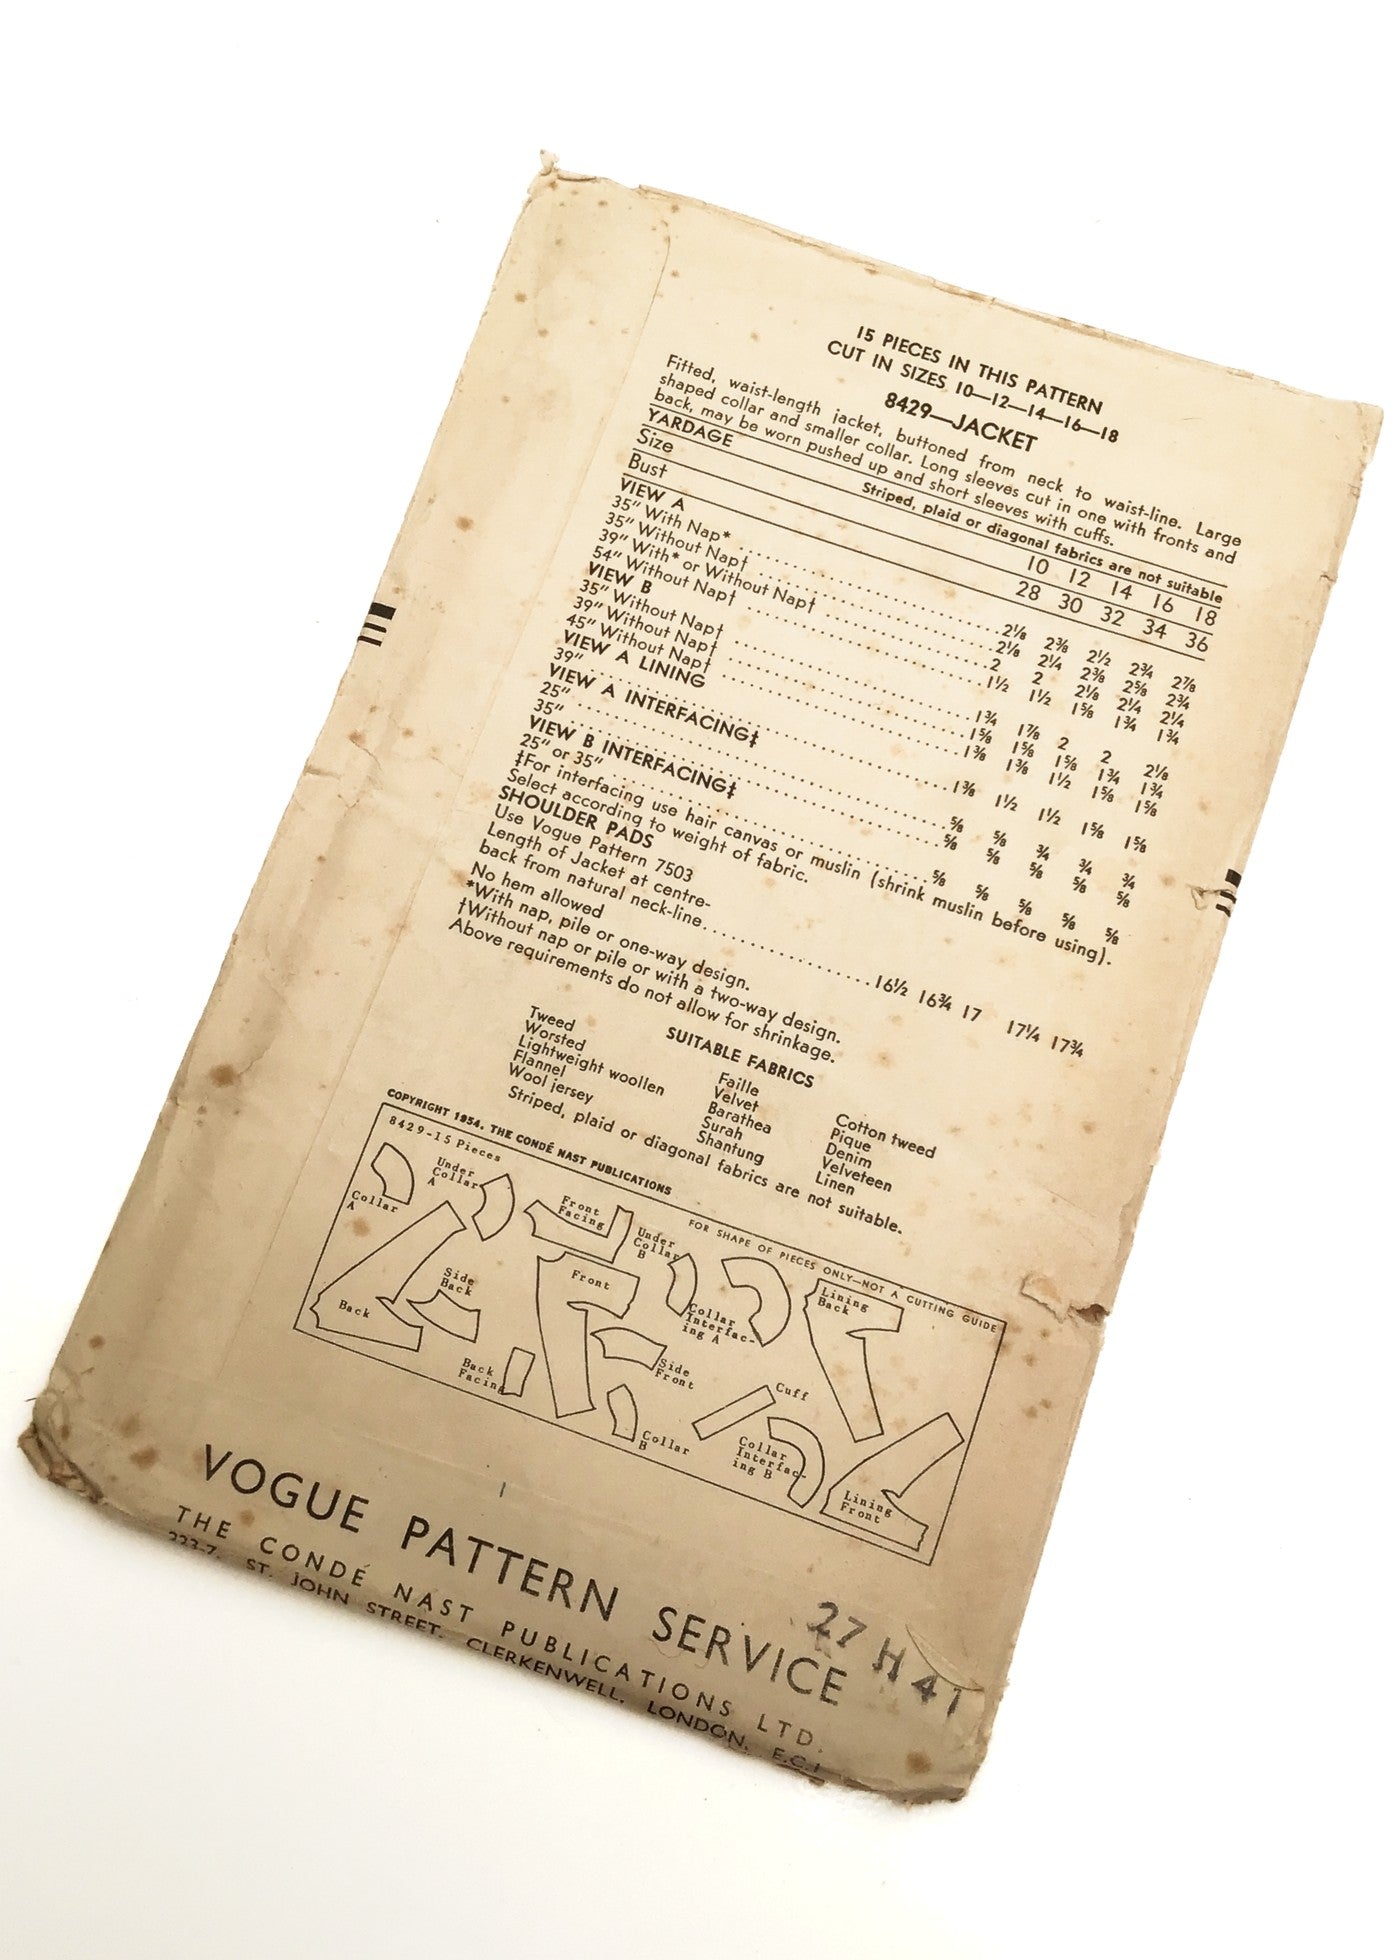 15 PIECES IN THIS PATTERN
CUT IN SIZES 10—12—14—16—18
8429—JACKET
Fitted, waist-length jacket, buttoned from neck to waist-line. Large
shaped collar and smaller collar. Long sleeves cut in one with fronts and
back, may be worn pushed up and short sleeves with cuffs.
YARDAGE Striped, plaid or diagonal fabrics are not suitable
Size 10 12 14 16 18
Bust 28 30 32 34 36
VIEW A
35″ With Nap* 2⅛ 2⅜ 2½ 2¾ 2⅞
35″ Without Nap† 2⅛ 2¼ 2⅜ 2⅝ 2¾
39″ With* or Without Nap† 2 2 2⅛ 2¼ 2¼
54″ Without Nap† 1½ 1½ 1⅝ 1¾ 1¾
VIEW B
35″ Without Nap† 1¾ 1⅞ 2 2 2⅛
39″ Without Nap† 1⅝ 1⅝ 1⅝ 1¾ 1¾
45″ Without Nap† 1⅜ 1⅜ 1½ 1⅝ 1⅝
VIEW A LINING
39″ 1⅜ 1½ 1½ 1⅝ 1⅝
VIEW A INTERFACING‡
25″ ⅝ ⅝ ¾ ¾ ¾
35″ ⅝ ⅝ ⅝ ⅝ ⅝
VIEW B INTERFACING‡
25″ or 35″ ⅝ ⅝ ⅝ ⅝ ⅝
‡For interfacing use hair canvas or muslin (shrink muslin before using).
Select according to weight of fabric.
SHOULDER PADS
Use Vogue Pattern 7503
Length of Jacket at centre-
back from natural neck-line 16½ 16¾ 17 17¼ 17¾
No hem allowed
*With nap, pile or one-way design.
†Without nap or pile or with a two-way design.
Above requirements do not allow for shrinkage.
SUITABLE FABRICS
Tweed Faille Cotton tweed
Worsted Velvet Pique
Lightweight woollen Barathea Denim
Flannel Surah Velveteen
Wool jersey Shantung Linen
Striped, plaid or diagonal fabrics are not suitable.
COPYRIGHT 1954, THE CONDÉ NAST PUBLICATIONS
8429-15 Pieces
FOR SHAPE OF PIECES ONLY—NOT A CUTTING GUIDE
Collar
A
Under
Collar
A
Front
Facing
Under
Collar
B
Collar
Interfac-
ing A
Lining
Back
Back
Side
Back
Front
Side
Front
Back
Facing
Collar
B
Cuff
Collar
Interfac-
ing B
Lining
Front
VOGUE PATTERN SERVICE
THE CONDÉ NAST PUBLICATIONS LTD.
ST. JOHN STREET, CLERKENWELL, LONDON, E.C.1
27 H 41